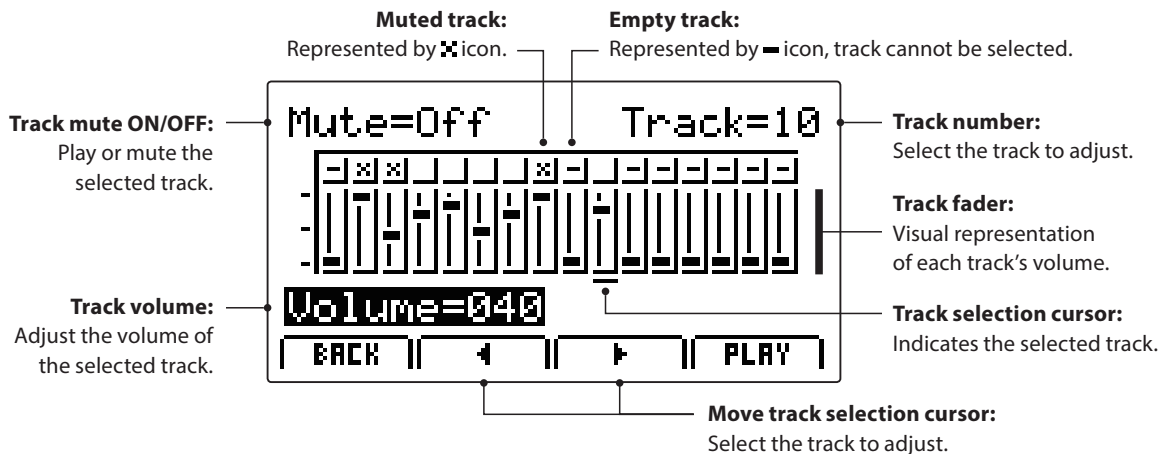 Muted track:
Represented by icon.
Empty track:
Represented by icon, track cannot be selected.
Track mute ON/OFF:
Play or mute the
selected track.
Mute=Off
Track=10
Track number:
Select the track to adjust.
Track fader:
Visual representation
of each track's volume.
Track volume:
Adjust the volume of
the selected track.
Volume=040
Track selection cursor:
Indicates the selected track.
BACK
PLAY
Move track selection cursor:
Select the track to adjust.